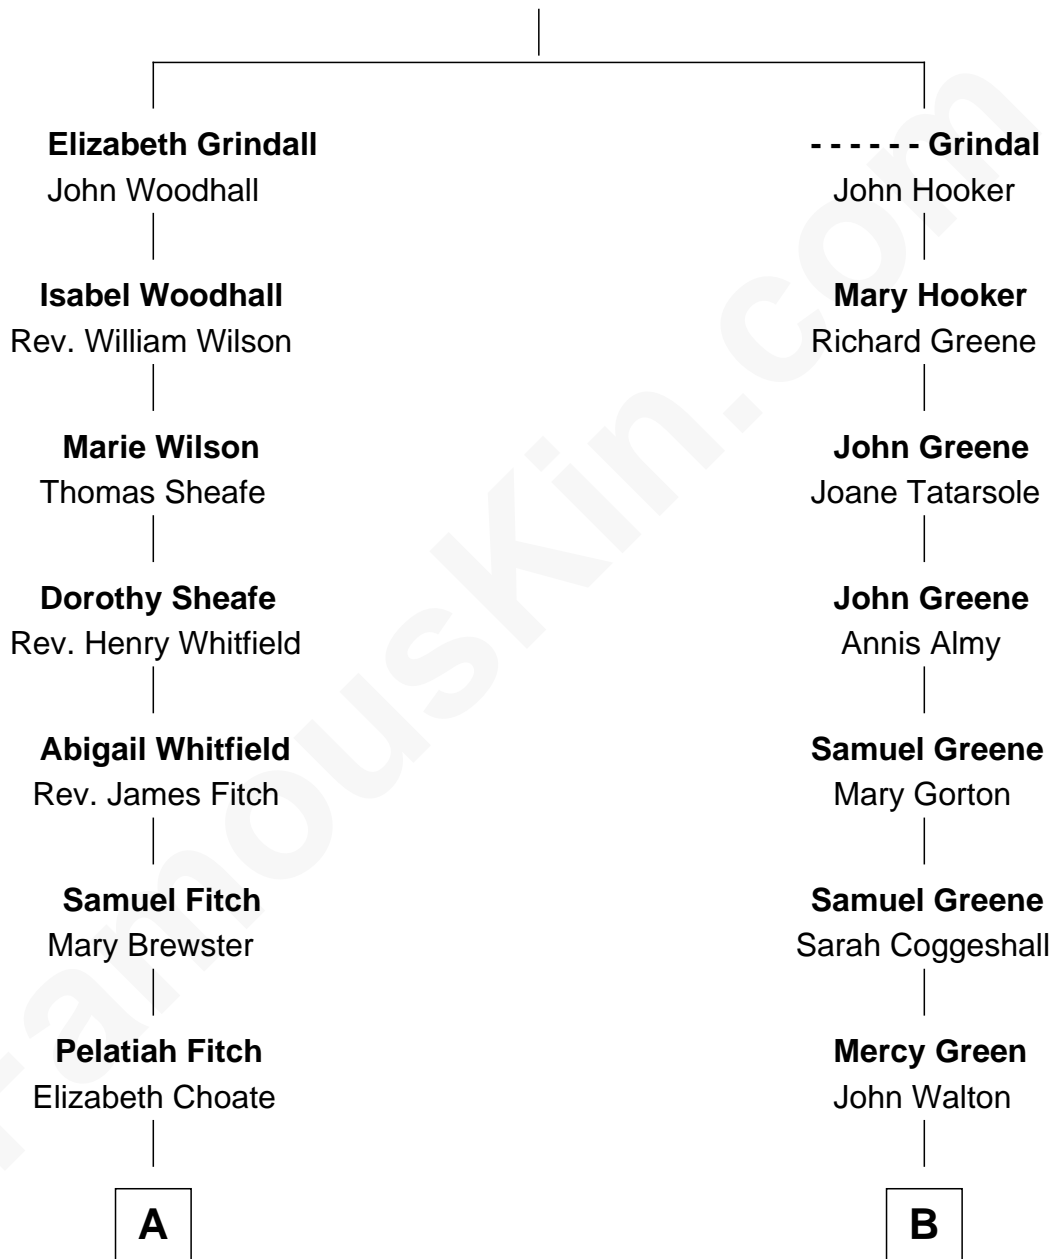 Elizabeth Grindall
John Woodhall
Isabel Woodhall
Rev. William Wilson
Marie Wilson
Thomas Sheafe
Dorothy Sheafe
Rev. Henry Whitfield
Abigail Whitfield
Rev. James Fitch
Samuel Fitch
Mary Brewster
Pelatiah Fitch
Elizabeth Choate
A
- - - - - - Grindal
John Hooker
Mary Hooker
Richard Greene
John Greene
Joane Tatarsole
John Greene
Annis Almy
Samuel Greene
Mary Gorton
Samuel Greene
Sarah Coggeshall
Mercy Green
John Walton
B
FamousKin.com